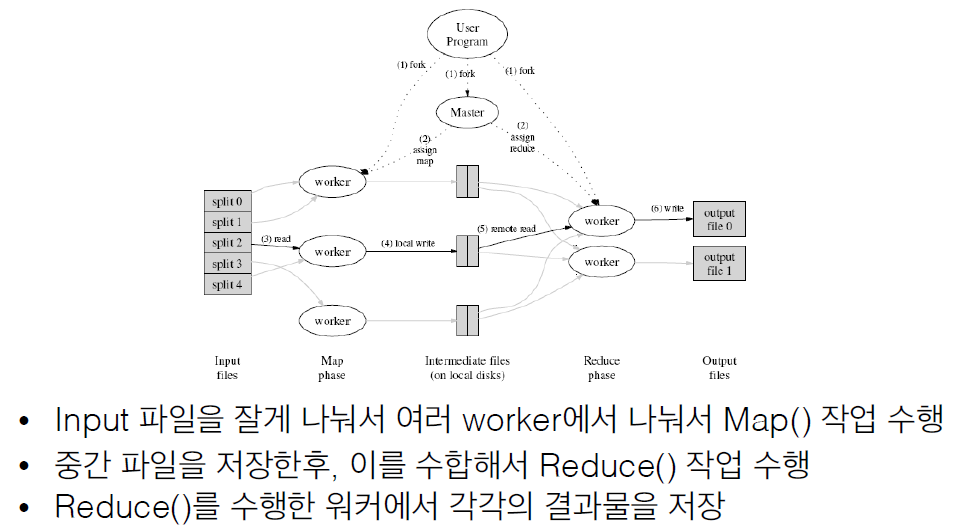 User
Program
(1) fork
(1) fork
(1) fork
Master
(2)
assign
map
(2)
assign
reduce
worker
split 0
split 1
split 2
split 3
split 4
(3) read
worker
(4) local write
(5) remote read
worker
(6) write
output
file 0
worker
output
file 1
worker
Input
files
Map
phase
Intermediate files
(on local disks)
Reduce
phase
Output
files
• Input 파일을 잘게 나눠서 여러 worker에서 나눠서 Map() 작업 수행
• 중간 파일을 저장한후, 이를 수합해서 Reduce() 작업 수행
• Reduce()를 수행한 워커에서 각각의 결과물을 저장